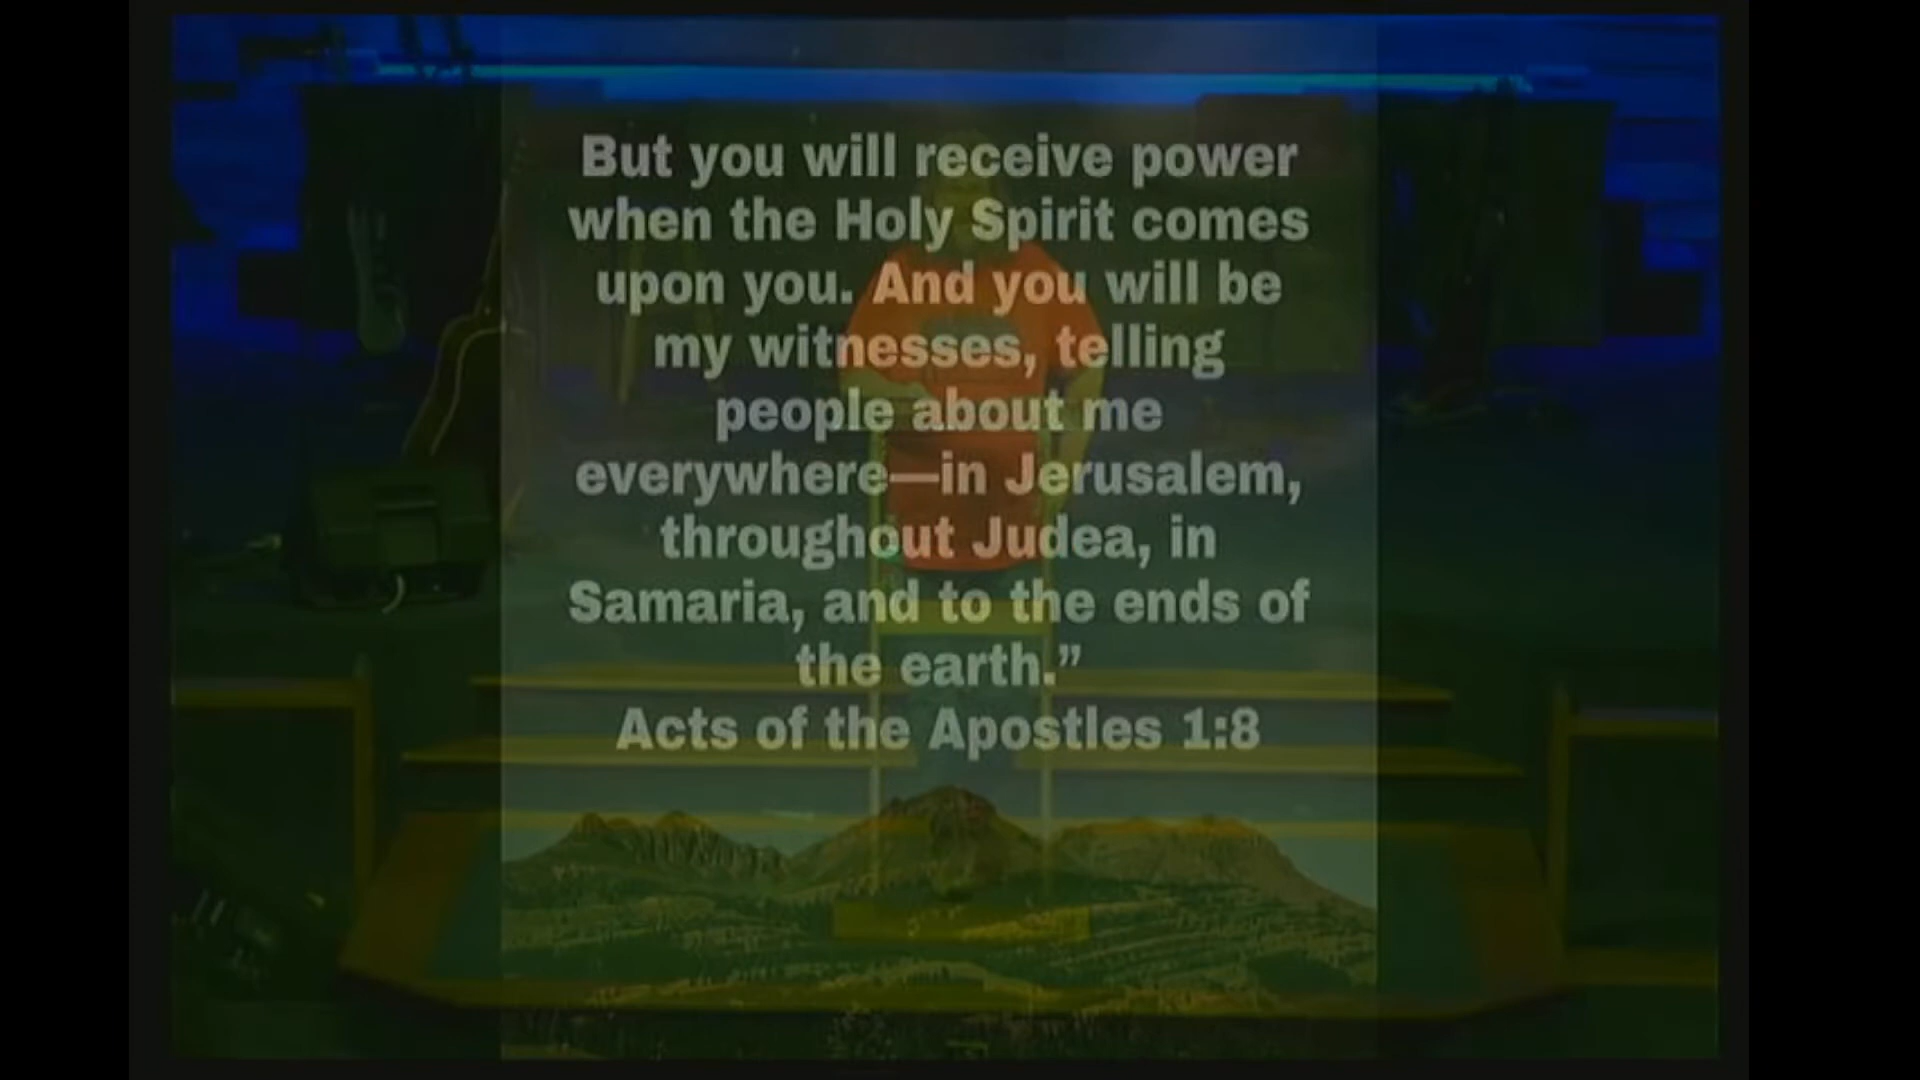 But you will receive power
when the Holy Spirit comes
upon you. And you will be
my witnesses, telling
people about me
everywhere—in Jerusalem,
throughout Judea, in
Samaria, and to the ends of
the earth.”
Acts of the Apostles 1:8